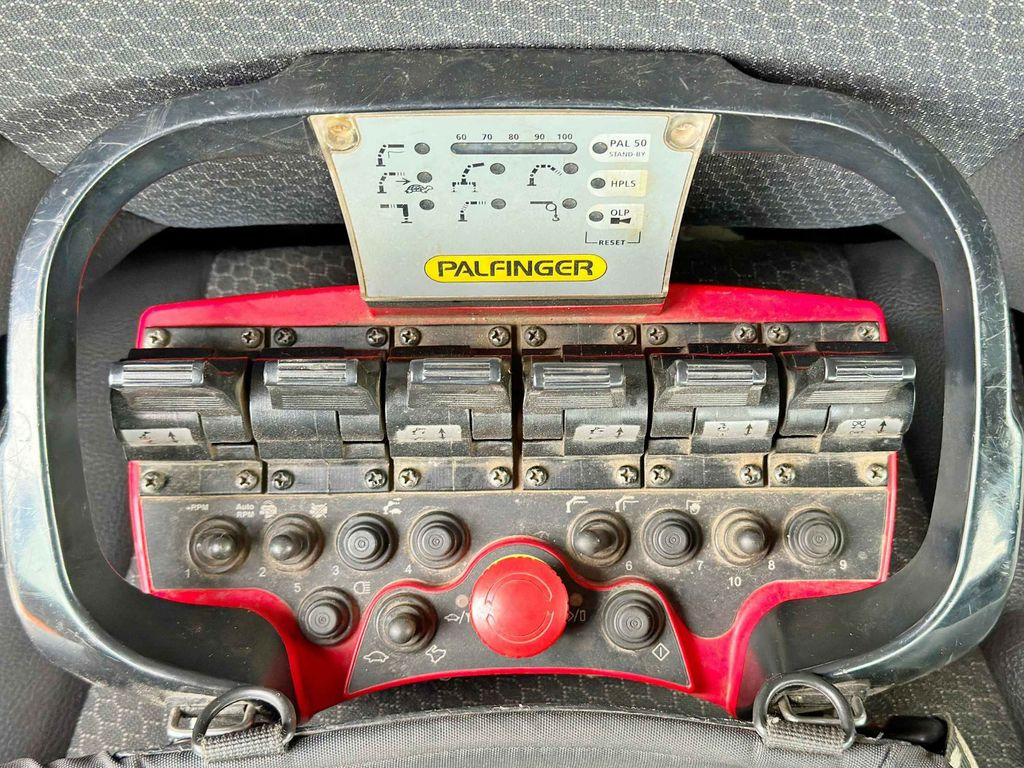 60 70 80 90 100
PAL 50
STAND-BY
HPLS
OLP
RESET
PALFINGER
+RPM Auto
RPM
1 2 3 4 6 7 8 9
5 10